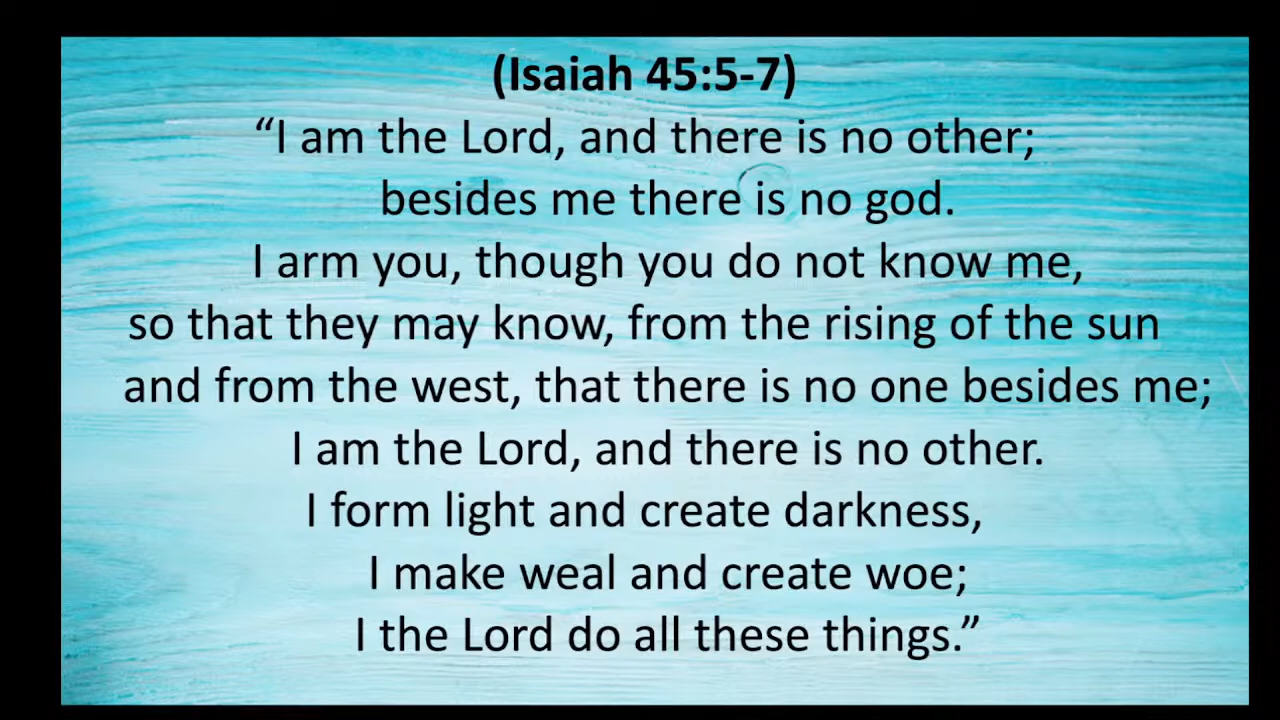 (Isaiah 45:5-7)
“I am the Lord, and there is no other;
besides me there is no god.
I arm you, though you do not know me,
so that they may know, from the rising of the sun
and from the west, that there is no one besides me;
I am the Lord, and there is no other.
I form light and create darkness,
I make weal and create woe;
I the Lord do all these things.”